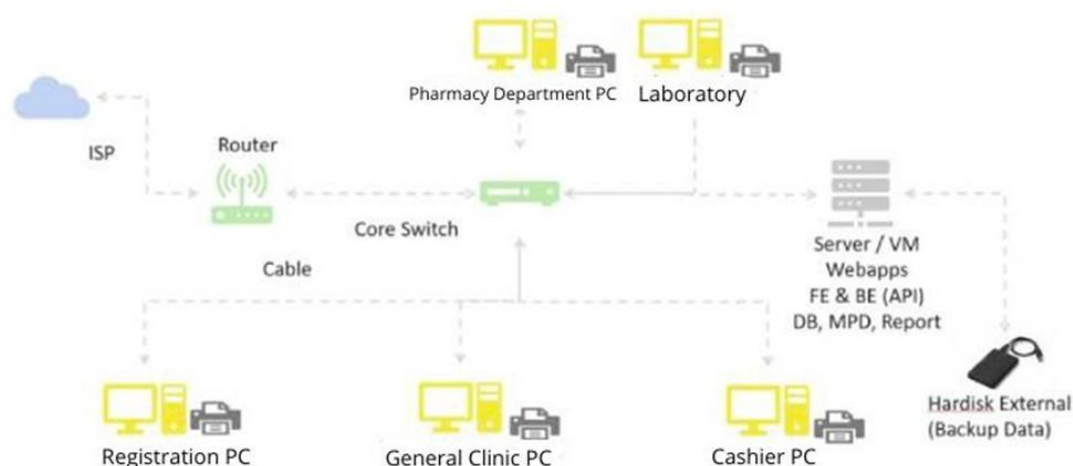 Pharmacy Department PC
Laboratory
ISP
Router
Core Switch
Cable
Server / VM
Webapps
FE & BE (API)
DB, MPD, Report
Hardisk External
(Backup Data)
Registration PC
General Clinic PC
Cashier PC